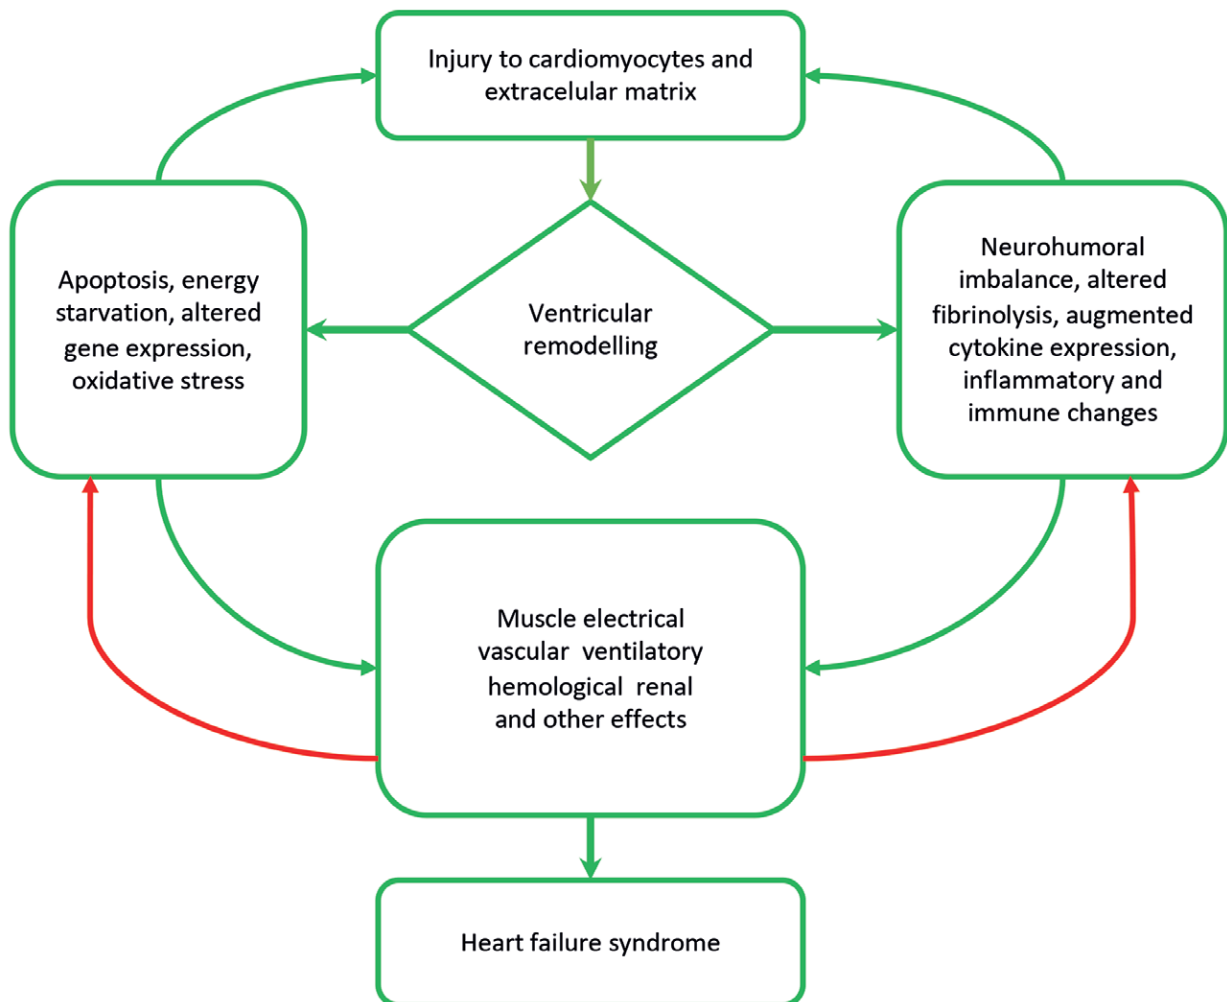 Injury to cardiomyocytes and
extracelular matrix
Apoptosis, energy
starvation, altered
gene expression,
oxidative stress
Ventricular
remodelling
Neurohumoral
imbalance, altered
fibrinolysis, augmented
cytokine expression,
inflammatory and
immune changes
Muscle electrical
vascular ventilatory
hemological renal
and other effects
Heart failure syndrome